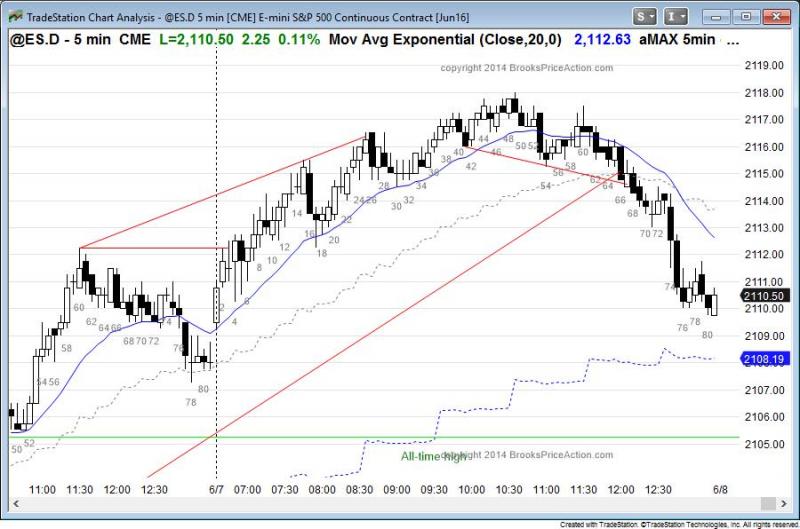 TradeStation Chart Analysis - @ES.D 5 min [CME] E-mini S&P 500 Continuous Contract [Jun16]
S I
@ES.D - 5 min CME L=2,110.50 2.25 0.11% Mov Avg Exponential (Close,20,0) 2,112.63 aMAX 5min ...
copyright 2014 BrooksPriceAction.com
2119.00
2118.00
2117.00
2116.00
2115.00
2114.00
2113.00
2112.00
2111.00
2110.50
2110.00
2109.00
2108.19
2107.00
2106.00
2105.00
50 52 54 56 58 60 62 64 66 68 70 72 74 78 80
2 4 6 8 10 12 14 16 18 20 22 24 26 28 30 32 34 36 38 40 42 44 46 48 50 52 54 56 58 60 62 64 66 68 70 72 74 76 78 80
All-time high
copyright 2014 BrooksPriceAction.com
11:00 11:30 12:00 12:30 6/7 07:00 07:30 08:00 08:30 09:00 09:30 10:00 10:30 11:00 11:30 12:00 12:30 6/8
Created with TradeStation. ©TradeStation Technologies, Inc. All rights reserved.